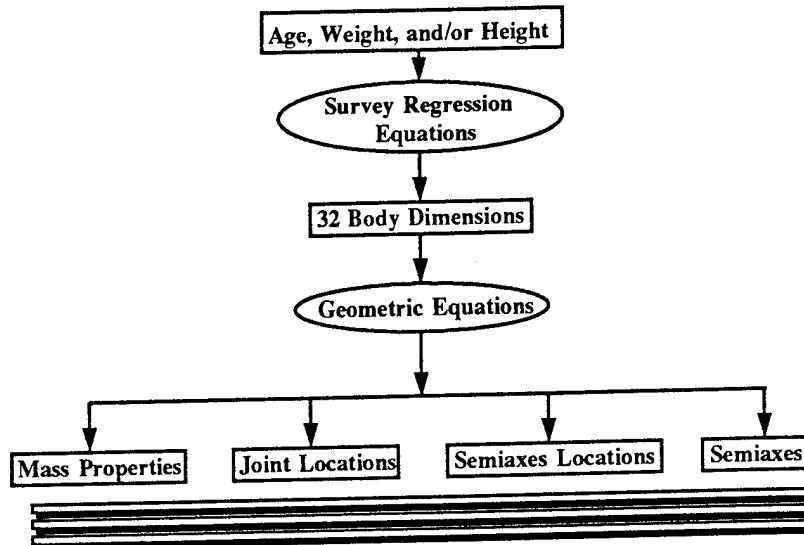 Age, Weight, and/or Height
Survey Regression
Equations
32 Body Dimensions
Geometric Equations
Mass Properties
Joint Locations
Semiaxes Locations
Semiaxes